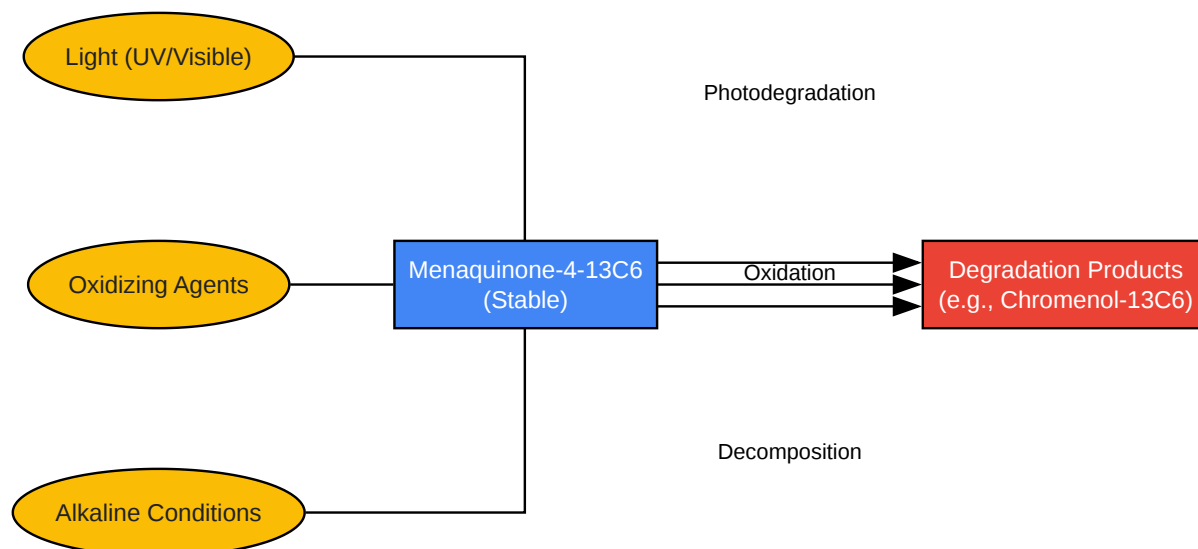 Light (UV/Visible)
Photodegradation
Oxidizing Agents
Menaquinone-4-13C6
(Stable)
Oxidation
Degradation Products
(e.g., Chromenol-13C6)
Decomposition
Alkaline Conditions